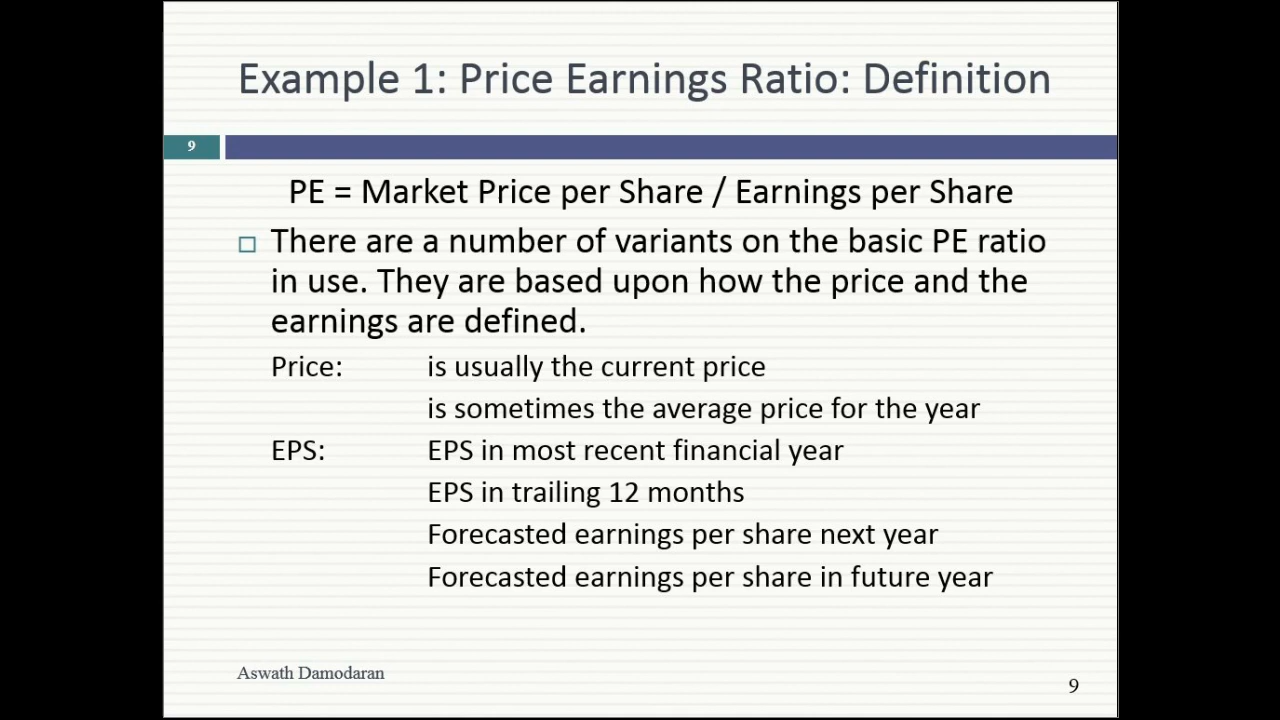 Example 1: Price Earnings Ratio: Definition
9
PE = Market Price per Share / Earnings per Share
There are a number of variants on the basic PE ratio
in use. They are based upon how the price and the
earnings are defined.
Price: is usually the current price
is sometimes the average price for the year
EPS: EPS in most recent financial year
EPS in trailing 12 months
Forecasted earnings per share next year
Forecasted earnings per share in future year
Aswath Damodaran
9